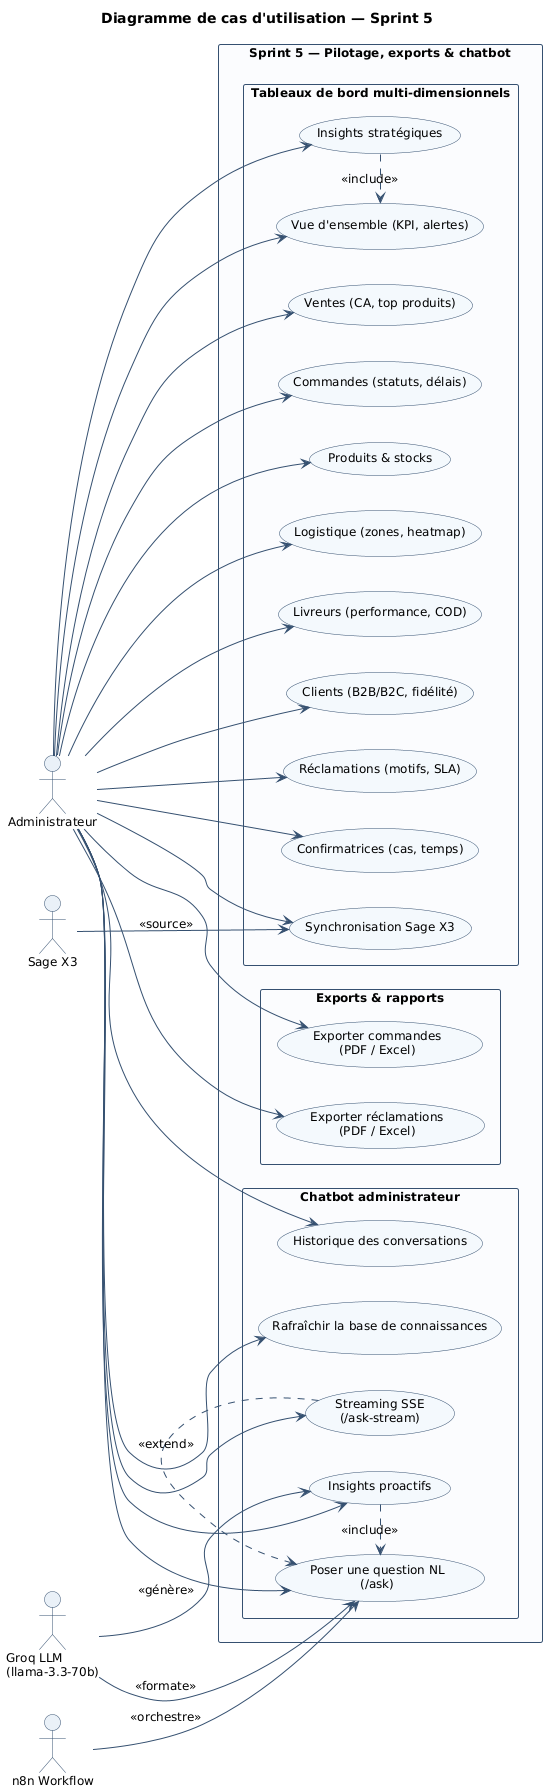 Diagramme de cas d'utilisation — Sprint 5
Sprint 5 — Pilotage, exports & chatbot
Tableaux de bord multi-dimensionnels
Insights stratégiques
«include»
Vue d'ensemble (KPI, alertes)
Ventes (CA, top produits)
Commandes (statuts, délais)
Produits & stocks
Logistique (zones, heatmap)
Livreurs (performance, COD)
Clients (B2B/B2C, fidélité)
Réclamations (motifs, SLA)
Administrateur
Confirmatrices (cas, temps)
«source»
Synchronisation Sage X3
Sage X3
Exports & rapports
Exporter commandes
(PDF / Excel)
Exporter réclamations
(PDF / Excel)
Chatbot administrateur
Historique des conversations
Rafraîchir la base de connaissances
Streaming SSE
(/ask-stream)
«extend»
Insights proactifs
«include»
Poser une question NL
(/ask)
«génère»
Groq LLM
(llama-3.3-70b)
«formate»
«orchestre»
n8n Workflow